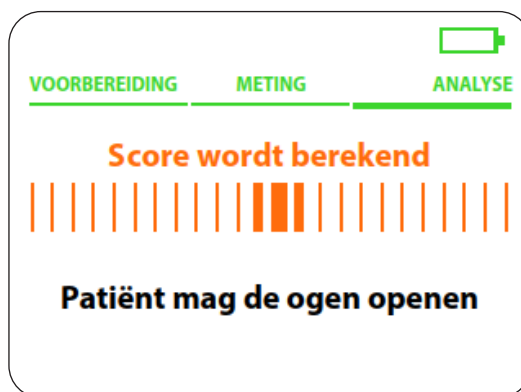 VOORBEREIDING METING ANALYSE
Score wordt berekend
Patiënt mag de ogen openen